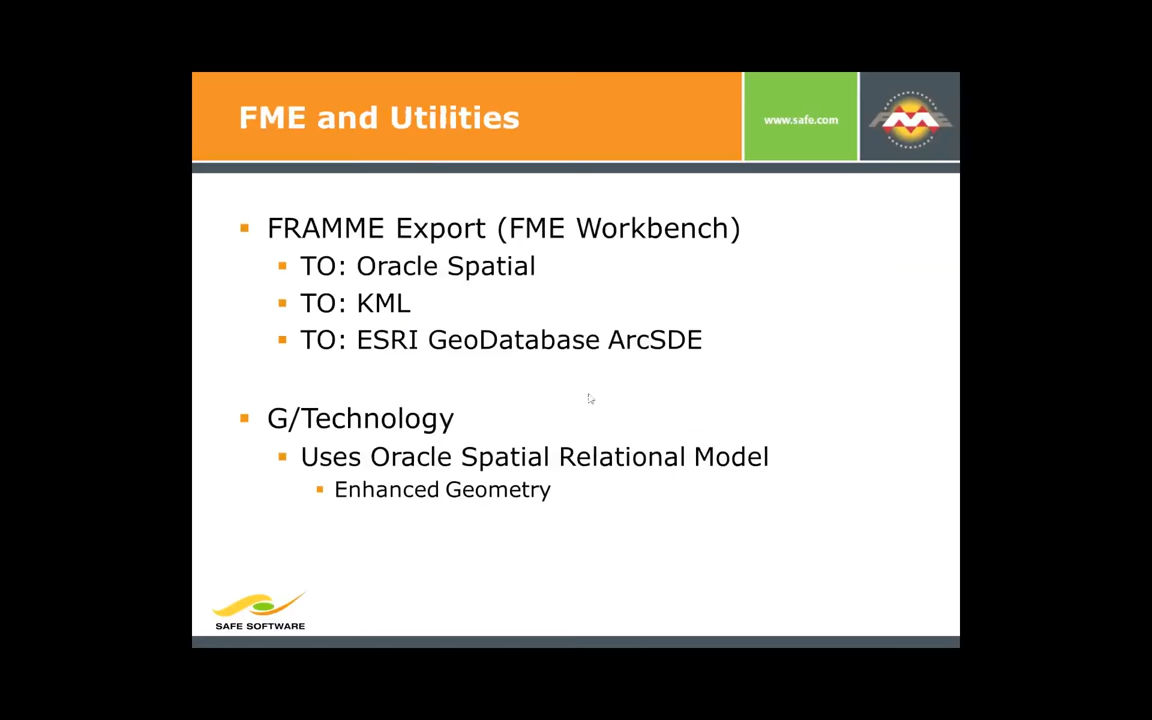 FME and Utilities
www.safe.com
FME
FRAMME Export (FME Workbench)
TO: Oracle Spatial
TO: KML
TO: ESRI GeoDatabase ArcSDE
G/Technology
Uses Oracle Spatial Relational Model
Enhanced Geometry
SAFE SOFTWARE